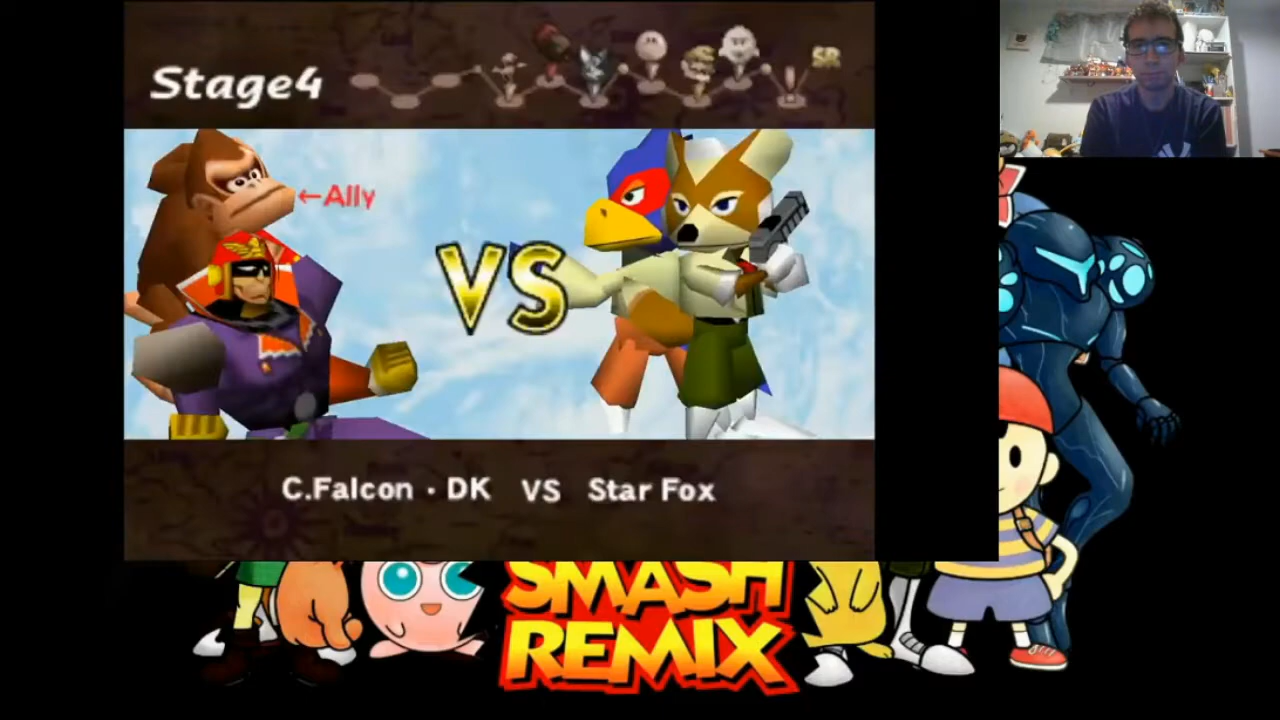 Stage4
SR
←Ally
VS
C.Falcon · DK VS Star Fox
SMASH
REMIX